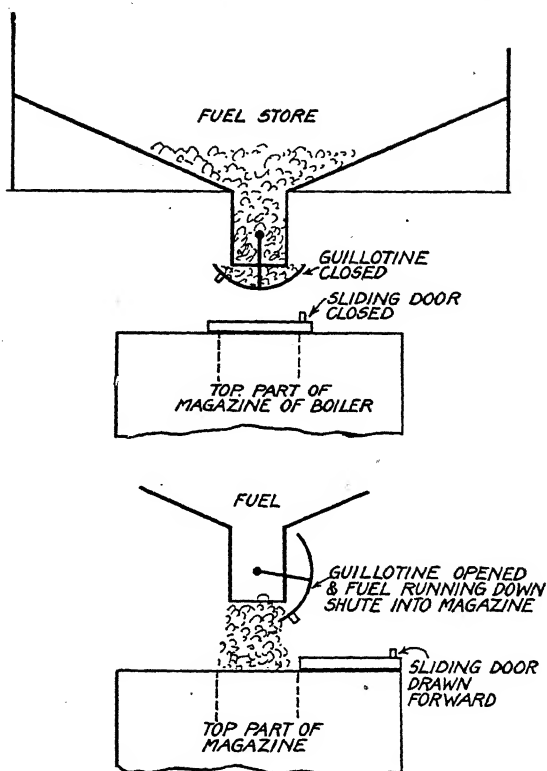 FUEL STORE
GUILLOTINE
CLOSED
SLIDING DOOR
CLOSED
TOP. PART OF
MAGAZINE OF BOILER
FUEL
GUILLOTINE OPENED
& FUEL RUNNING DOWN
SHUTE INTO MAGAZINE
SLIDING DOOR
DRAWN
FORWARD
TOP PART OF
MAGAZINE